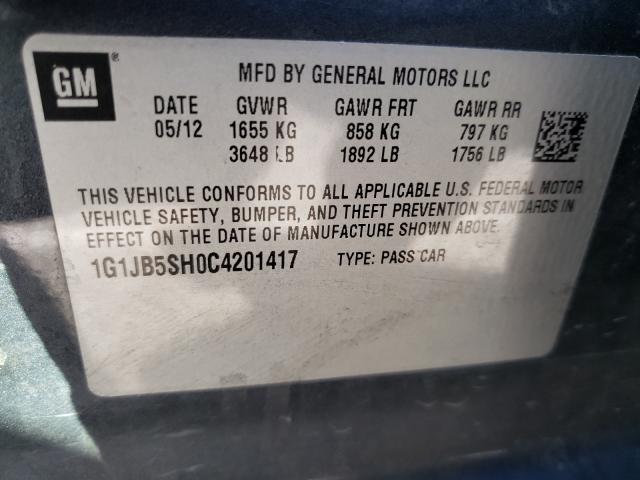 GM®
MFD BY GENERAL MOTORS LLC
DATE GVWR GAWR FRT GAWR RR
05/12 1655 KG 858 KG 797 KG
3648 LB 1892 LB 1756 LB
THIS VEHICLE CONFORMS TO ALL APPLICABLE U.S. FEDERAL MOTOR
VEHICLE SAFETY, BUMPER, AND THEFT PREVENTION STANDARDS IN
EFFECT ON THE DATE OF MANUFACTURE SHOWN ABOVE.
1G1JB5SH0C4201417 TYPE: PASS CAR